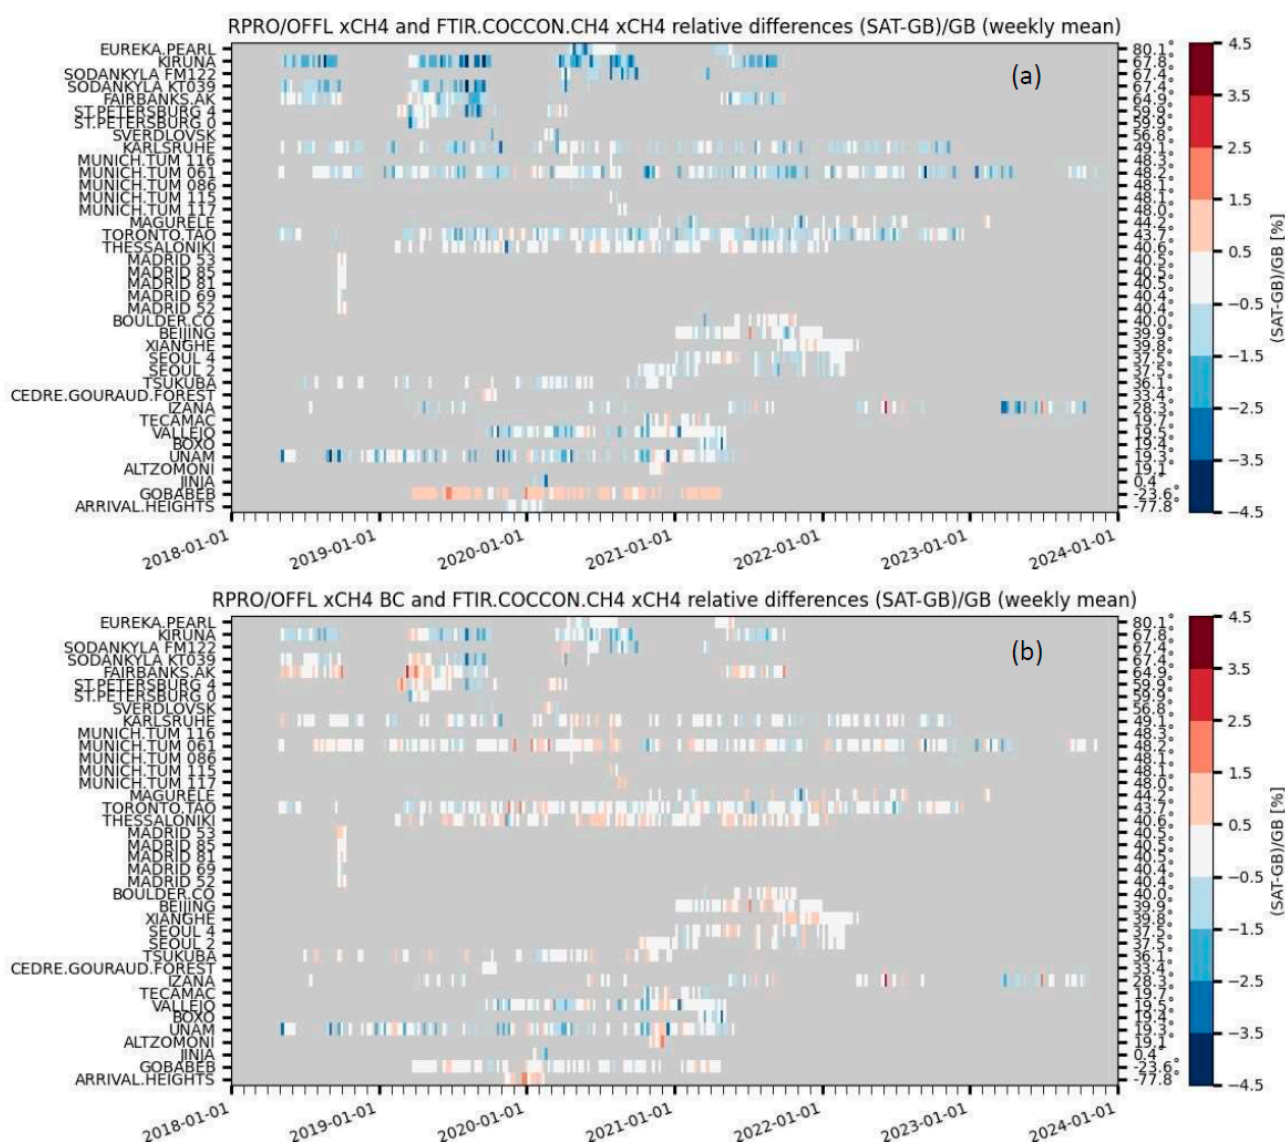 RPRO/OFFL xCH4 and FTIR.COCCON.CH4 xCH4 relative differences (SAT-GB)/GB (weekly mean)
(a)
EUREKA.PEARL 80.1°
KIRUNA 67.8°
SODANKYLA FM122 67.4°
SODANKYLA KT039 67.4°
FAIRBANKS.AK 64.9°
ST.PETERSBURG 4 59.9°
ST.PETERSBURG 0 59.9°
SVERDLOVSK 56.8°
KARLSRUHE 49.1°
MUNICH.TUM 116 48.3°
MUNICH.TUM 061 48.2°
MUNICH.TUM 086 48.1°
MUNICH.TUM 115 48.1°
MUNICH.TUM 117 48.0°
MAGURELE 44.2°
TORONTO.TAO 43.7°
THESSALONIKI 40.6°
MADRID 53 40.5°
MADRID 85 40.5°
MADRID 81 40.5°
MADRID 69 40.4°
MADRID 52 40.4°
BOULDER.CO 40.0°
BEIJING 39.9°
XIANGHE 39.8°
SEOUL 4 37.5°
SEOUL 2 37.5°
TSUKUBA 36.1°
CEDRE.GOURAUD.FOREST 33.4°
IZANA 28.3°
TECAMAC 19.7°
VALLEJO 19.5°
BOXO 19.4°
UNAM 19.3°
ALTZOMONI 19.1°
JINJA 0.4°
GOBABEB -23.6°
ARRIVAL.HEIGHTS -77.8°
2018-01-01 2019-01-01 2020-01-01 2021-01-01 2022-01-01 2023-01-01 2024-01-01
4.5
3.5
2.5
1.5
0.5
−0.5
−1.5
−2.5
−3.5
−4.5
(SAT-GB)/GB [%]
RPRO/OFFL xCH4 BC and FTIR.COCCON.CH4 xCH4 relative differences (SAT-GB)/GB (weekly mean)
(b)
EUREKA.PEARL 80.1°
KIRUNA 67.8°
SODANKYLA FM122 67.4°
SODANKYLA KT039 67.4°
FAIRBANKS.AK 64.9°
ST.PETERSBURG 4 59.9°
ST.PETERSBURG 0 59.9°
SVERDLOVSK 56.8°
KARLSRUHE 49.1°
MUNICH.TUM 116 48.3°
MUNICH.TUM 061 48.2°
MUNICH.TUM 086 48.1°
MUNICH.TUM 115 48.1°
MUNICH.TUM 117 48.0°
MAGURELE 44.2°
TORONTO.TAO 43.7°
THESSALONIKI 40.6°
MADRID 53 40.5°
MADRID 85 40.5°
MADRID 81 40.5°
MADRID 69 40.4°
MADRID 52 40.4°
BOULDER.CO 40.0°
BEIJING 39.9°
XIANGHE 39.8°
SEOUL 4 37.5°
SEOUL 2 37.5°
TSUKUBA 36.1°
CEDRE.GOURAUD.FOREST 33.4°
IZANA 28.3°
TECAMAC 19.7°
VALLEJO 19.5°
BOXO 19.4°
UNAM 19.3°
ALTZOMONI 19.1°
JINJA 0.4°
GOBABEB -23.6°
ARRIVAL.HEIGHTS -77.8°
2018-01-01 2019-01-01 2020-01-01 2021-01-01 2022-01-01 2023-01-01 2024-01-01
4.5
3.5
2.5
1.5
0.5
−0.5
−1.5
−2.5
−3.5
−4.5
(SAT-GB)/GB [%]